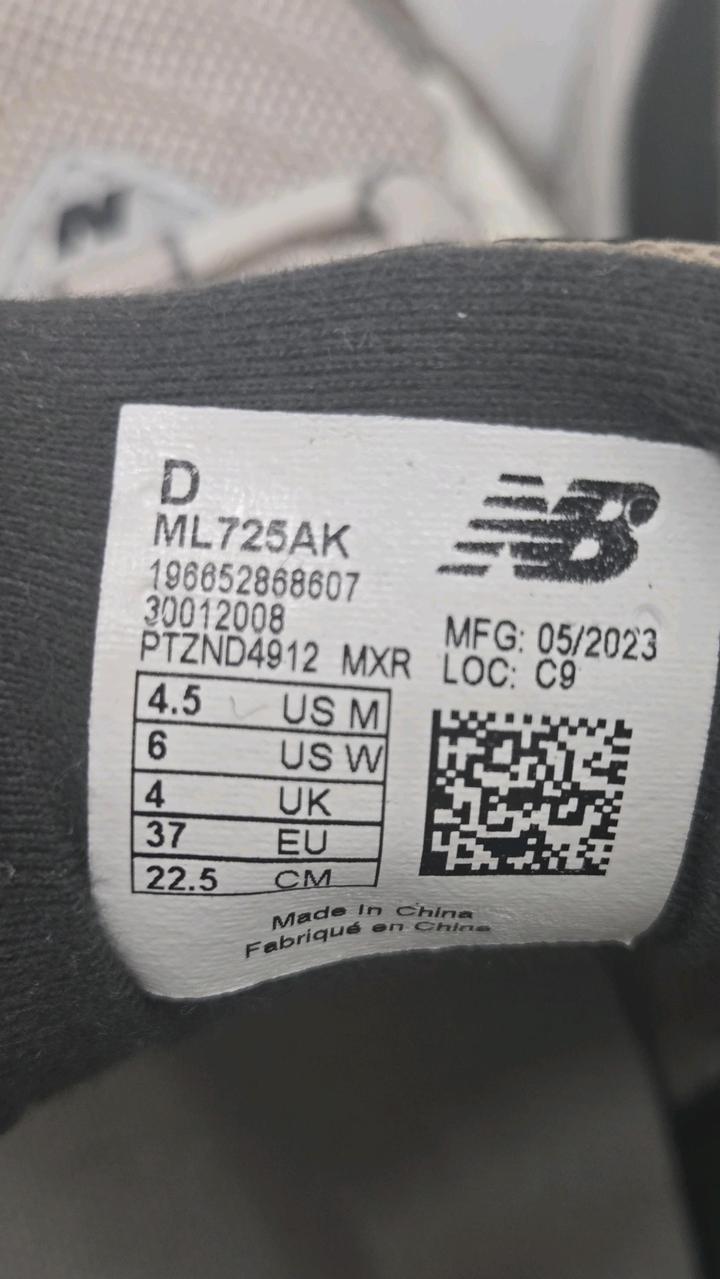 N
D
ML725AK
196652868607
30012008
PTZND4912 MXR
NB
MFG: 05/2023
LOC: C9
4.5 US M
6 US W
4 UK
37 EU
22.5 CM
Made in China
Fabriqué en Chine